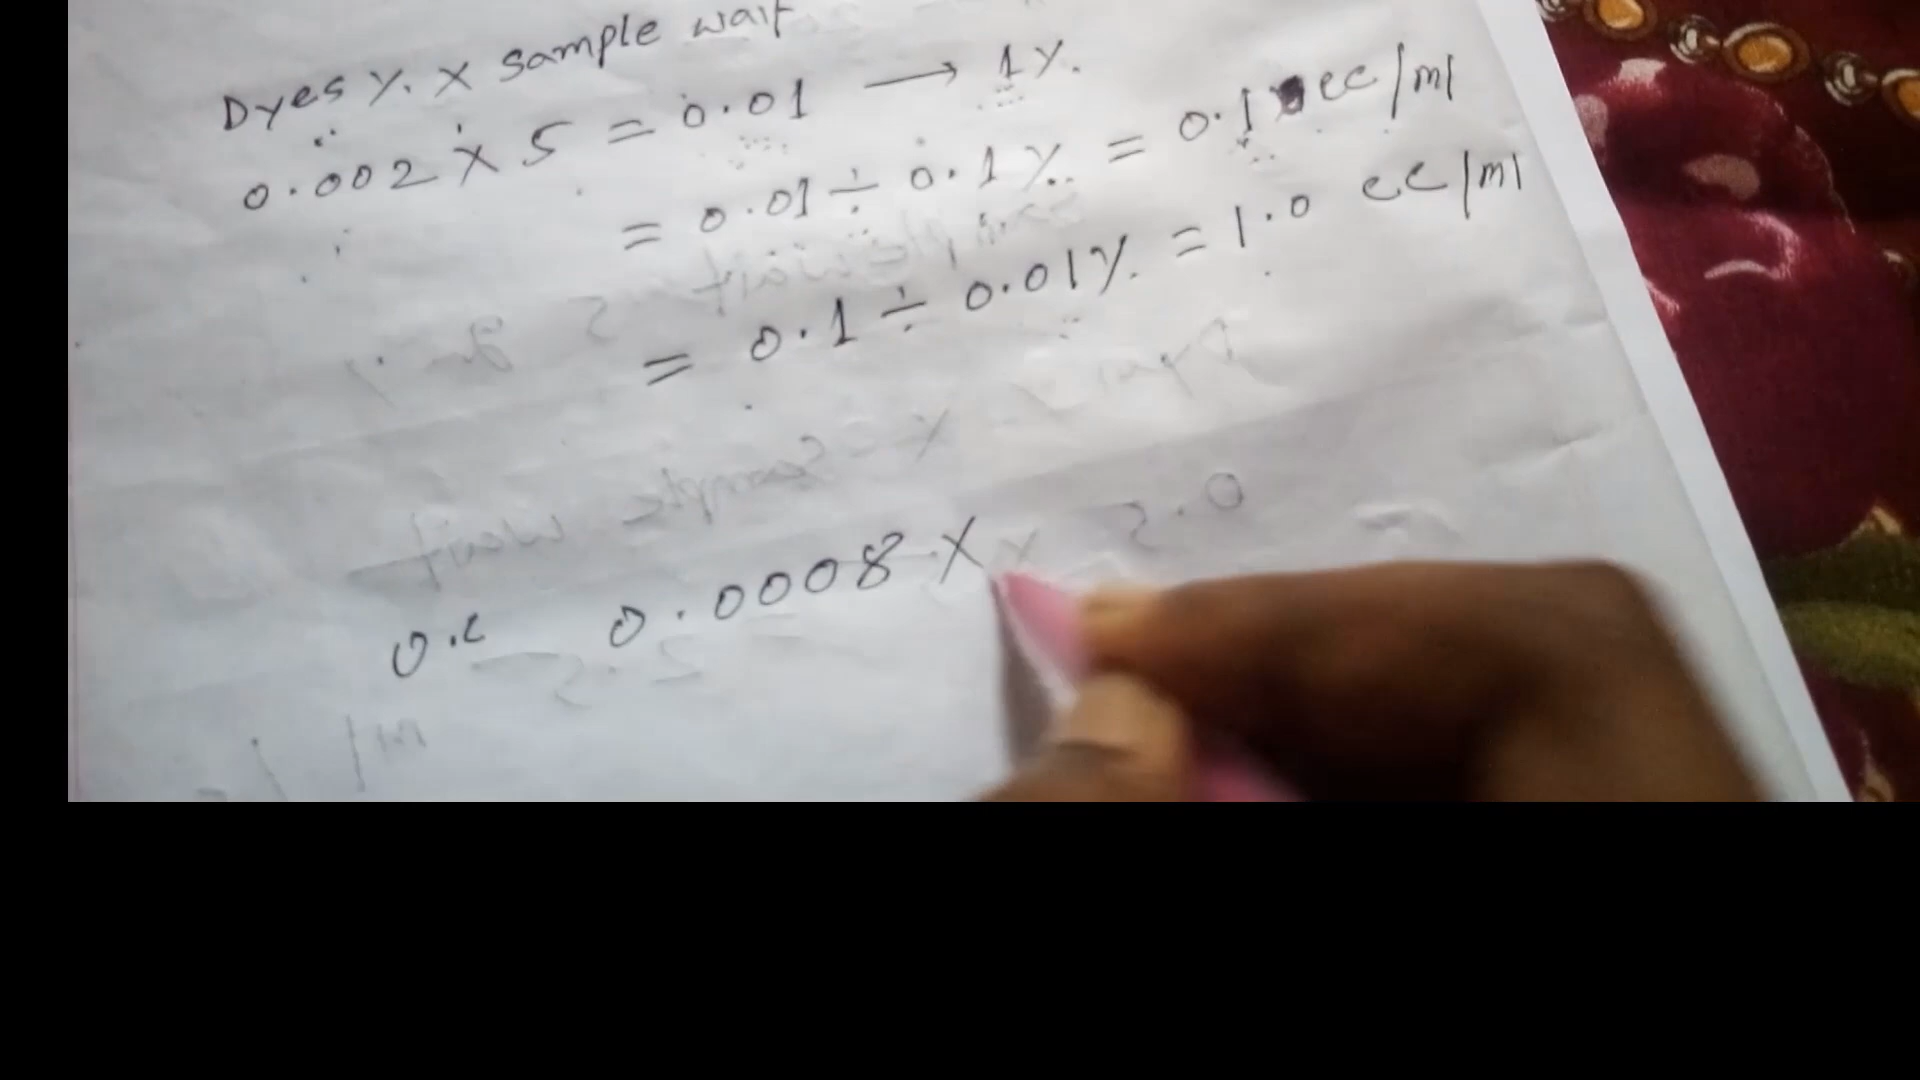 Dyes %. X sample wait
0.002 X 5 = 0.01 → 1%.
= 0.01 ÷ 0.1% = 0.1 cc/ml
= 0.1 ÷ 0.01% = 1.0 cc/ml
0.0008 X